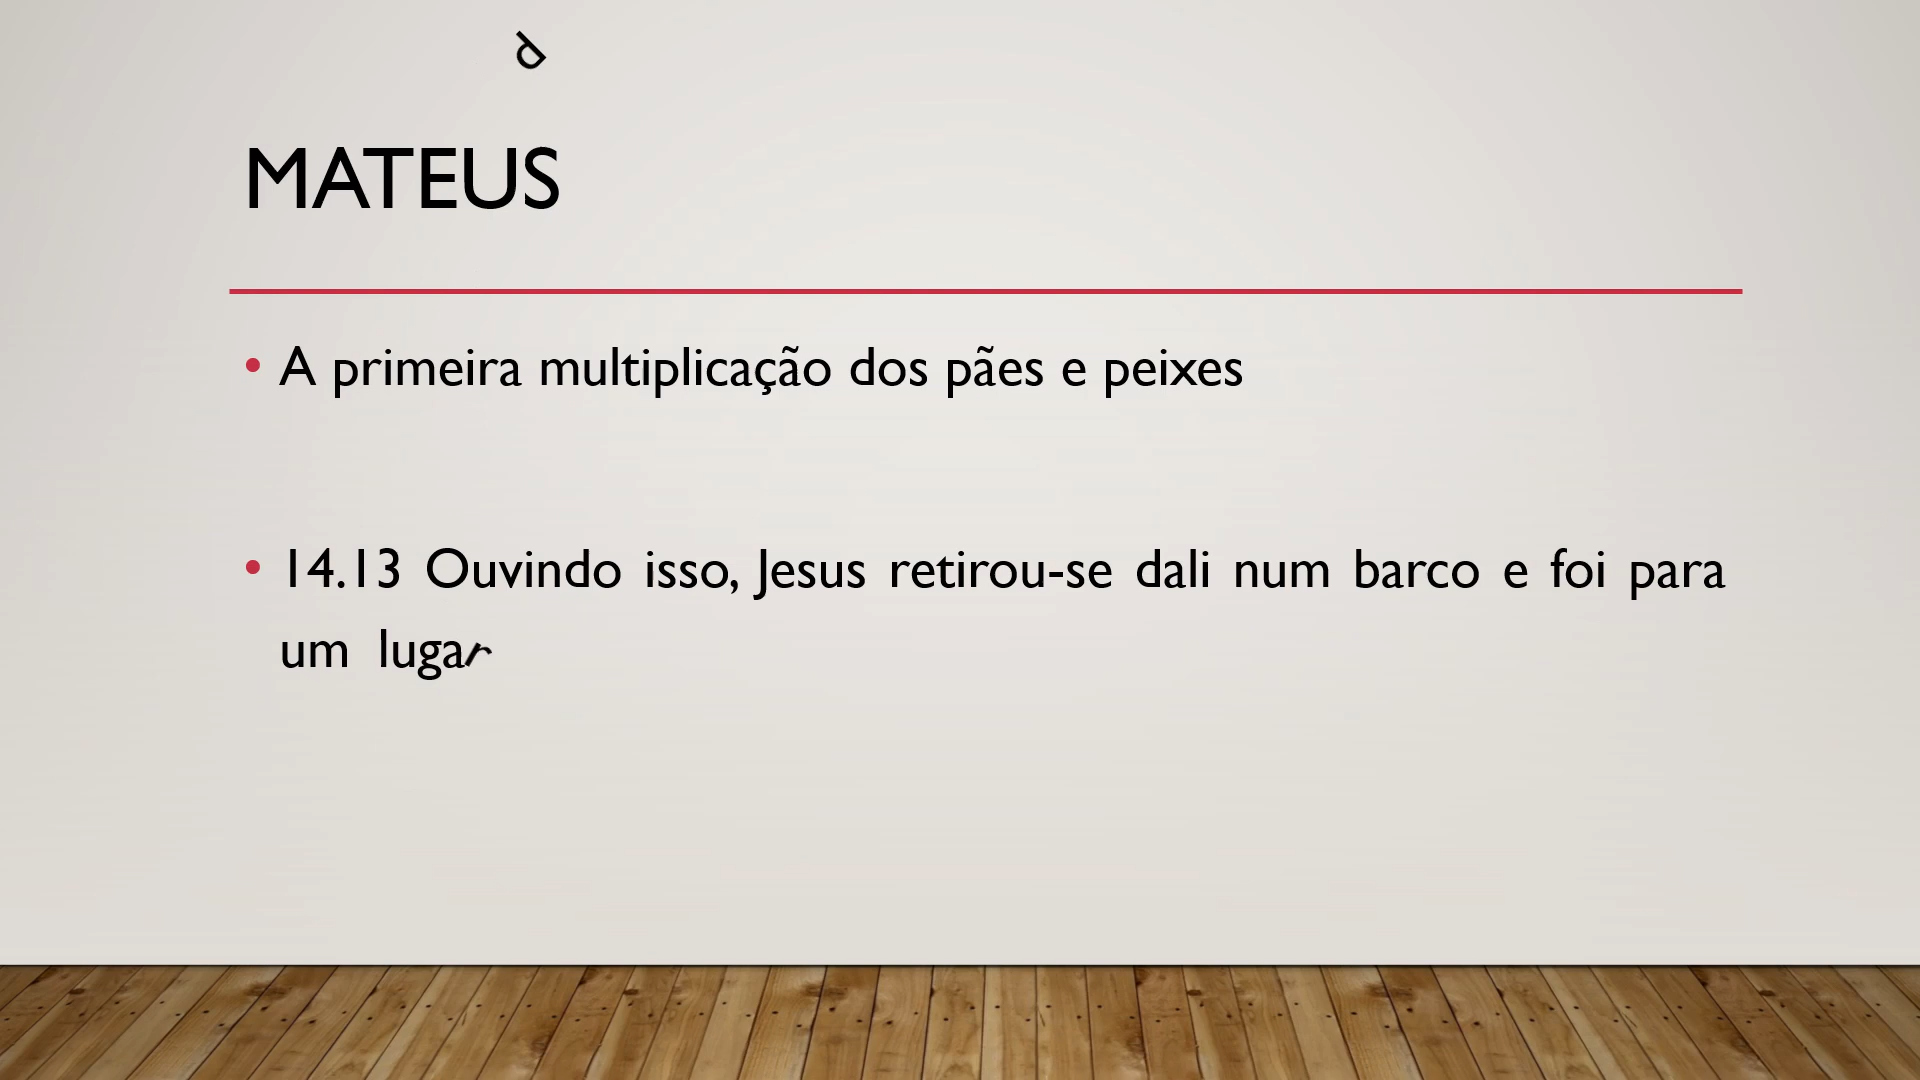 d
MATEUS
• A primeira multiplicação dos pães e peixes
• 14.13 Ouvindo isso, Jesus retirou-se dali num barco e foi para
um lugar